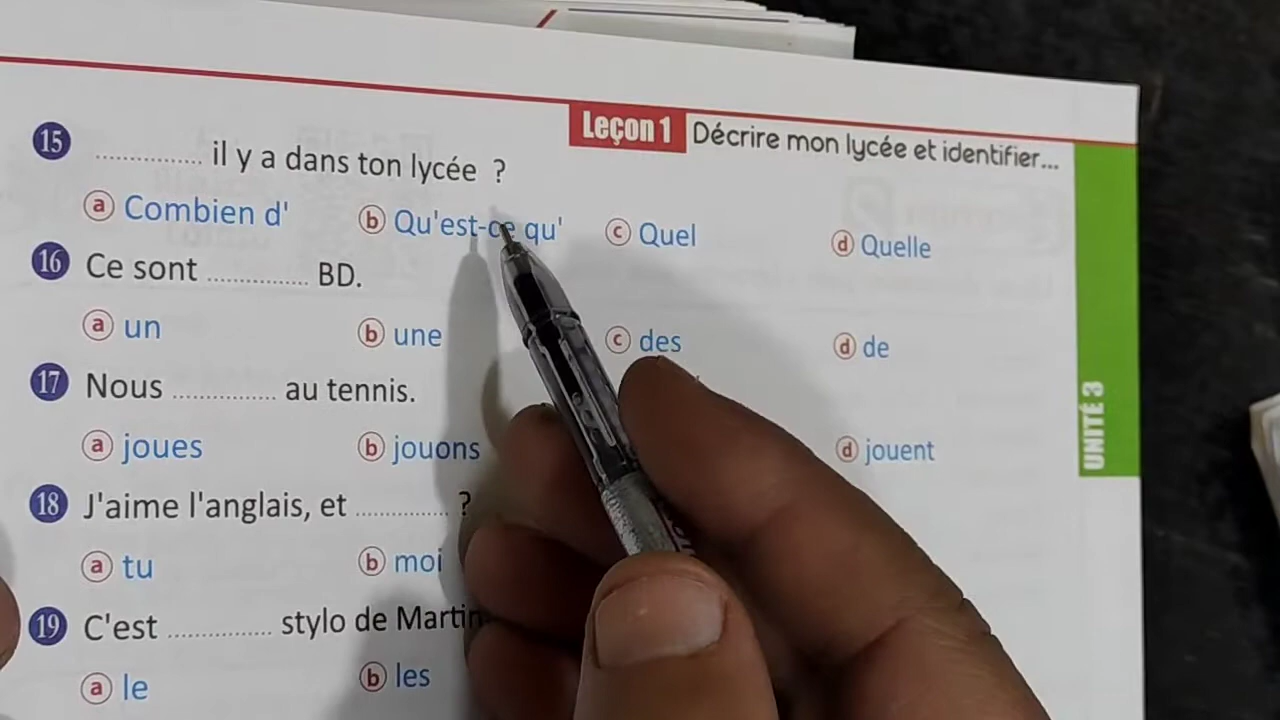 Leçon 1 Décrire mon lycée et identifier...
15 ............... il y a dans ton lycée ?
a Combien d' b Qu'est-ce qu' c Quel d Quelle
16 Ce sont ............... BD.
a un b une c des d de
17 Nous ............... au tennis.
a joues b jouons d jouent
18 J'aime l'anglais, et ............... ?
a tu b moi
19 C'est ............... stylo de Martin
a le b les
UNITÉ 3